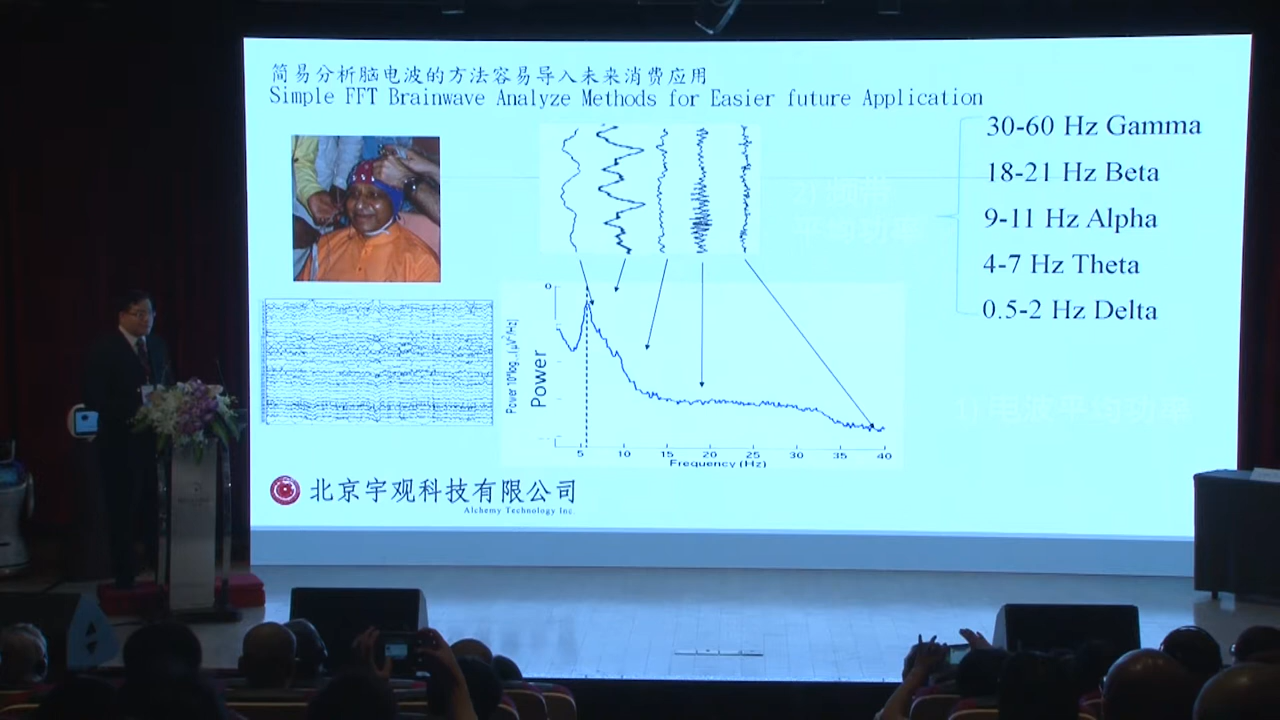 简易分析脑电波的方法容易导入未来消费应用
Simple FFT Brainwave Analyze Methods for Easier future Application
30-60 Hz Gamma
18-21 Hz Beta
9-11 Hz Alpha
4-7 Hz Theta
0.5-2 Hz Delta
0
Power
5 10 15 20 25 30 35 40
Frequency (Hz)
北京宇观科技有限公司
Alchemy Technology Inc.